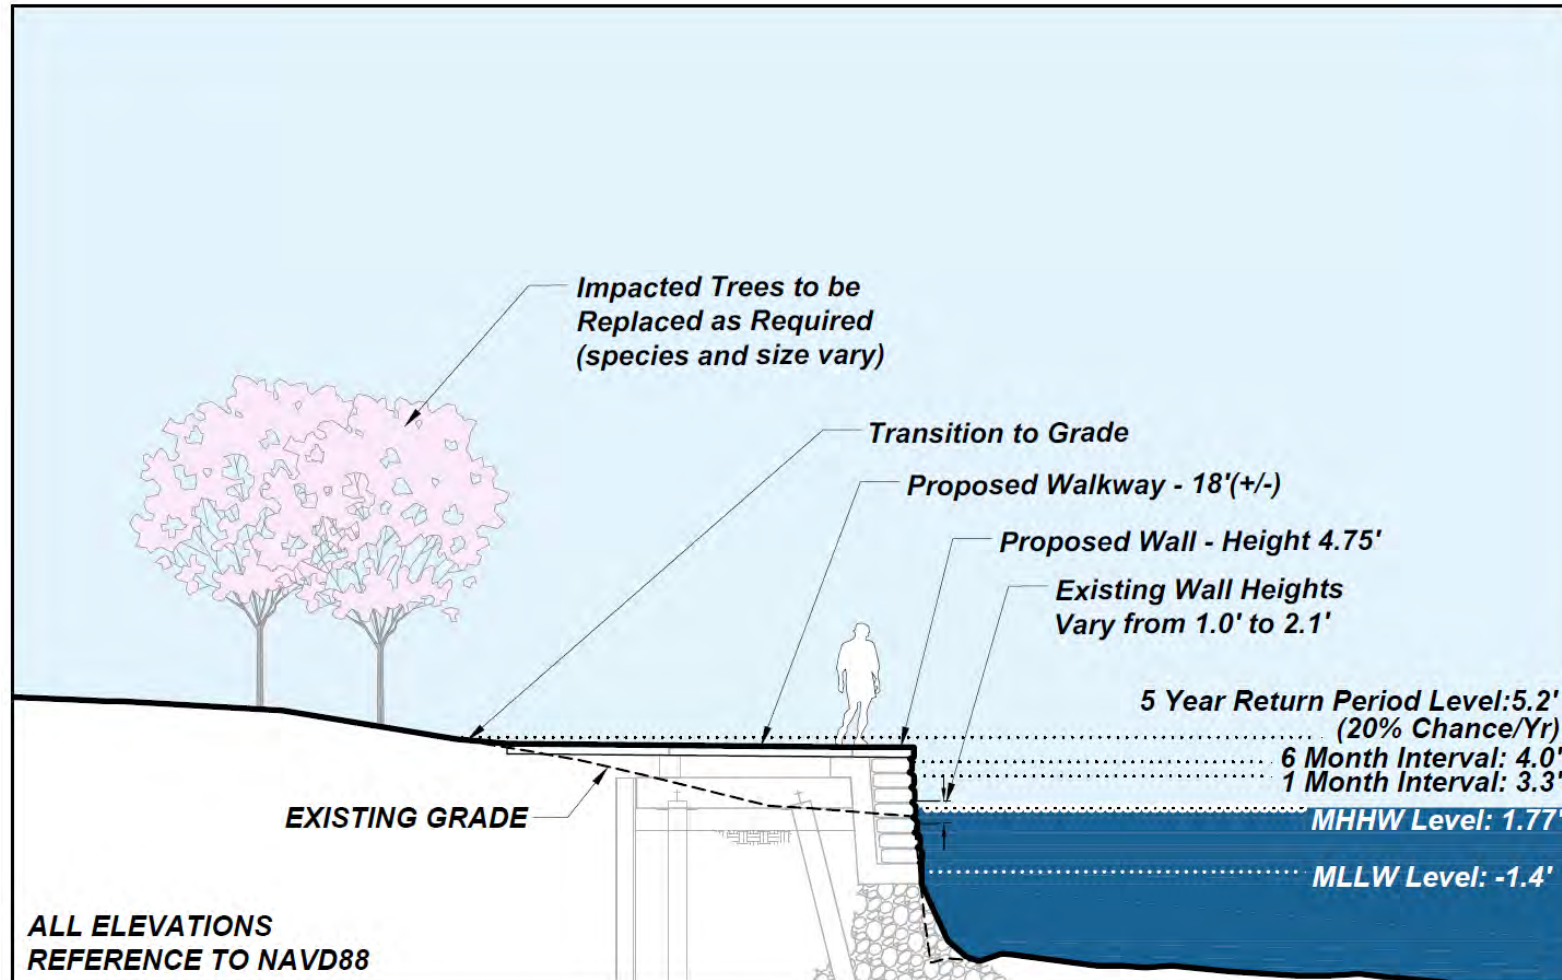 Impacted Trees to be
Replaced as Required
(species and size vary)
Transition to Grade
Proposed Walkway - 18'(+/-)
Proposed Wall - Height 4.75'
Existing Wall Heights
Vary from 1.0' to 2.1'
5 Year Return Period Level:5.2'
(20% Chance/Yr)
6 Month Interval: 4.0'
1 Month Interval: 3.3'
EXISTING GRADE
MHHW Level: 1.77'
MLLW Level: -1.4'
ALL ELEVATIONS
REFERENCE TO NAVD88